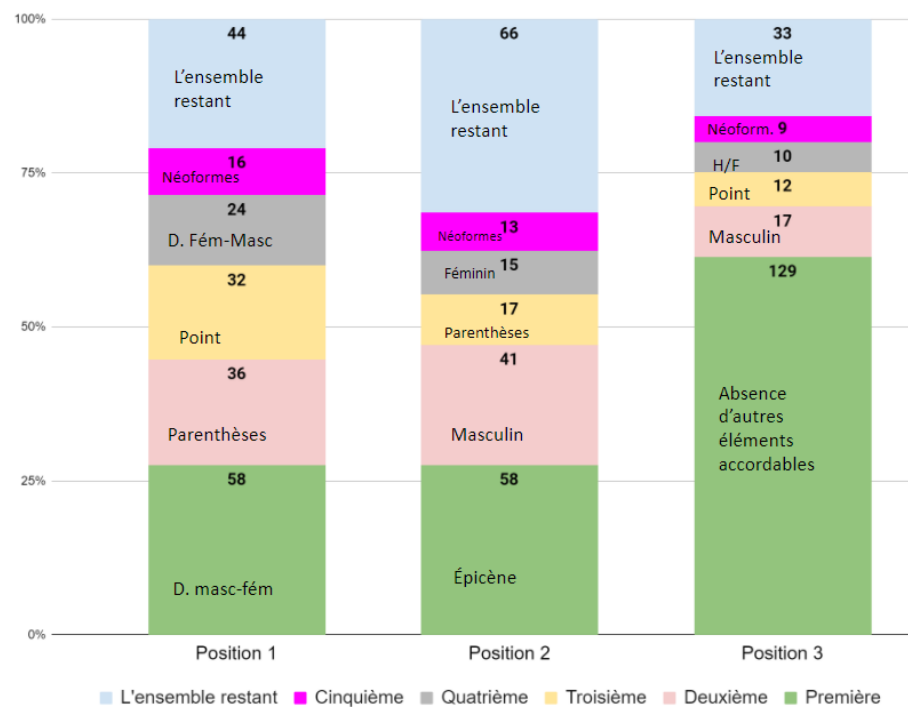 100%
75%
50%
25%
0%
44
L'ensemble
restant
16
Néoformes
24
D. Fém-Masc
32
Point
36
Parenthèses
58
D. masc-fém
Position 1
66
L'ensemble
restant
13
Néoformes
15
Féminin
17
Parenthèses
41
Masculin
58
Épicène
Position 2
33
L'ensemble
restant
Néoform. 9
10
H/F
12
Point
17
Masculin
129
Absence
d'autres
éléments
accordables
Position 3
L'ensemble restant Cinquième Quatrième Troisième Deuxième Première